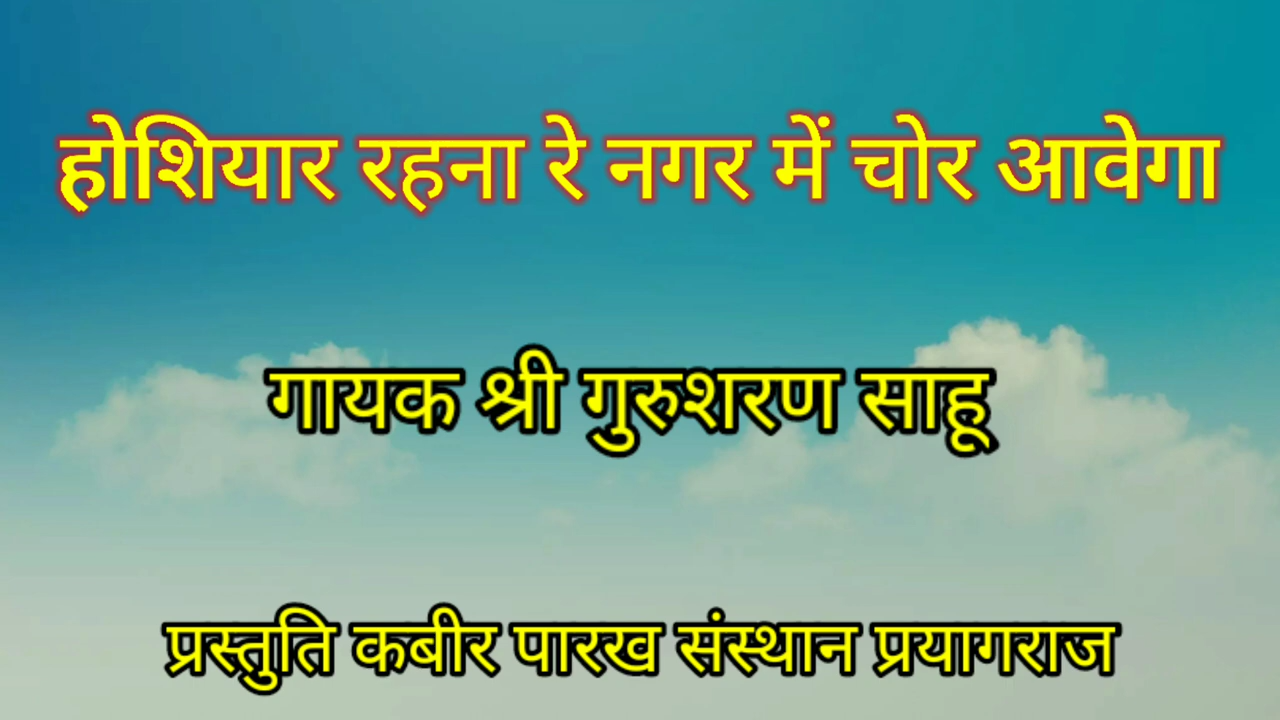 होशियार रहना रे नगर में चोर आवेगा
गायक श्री गुरुशरण साहू
प्रस्तुति कबीर पारख संस्थान प्रयागराज